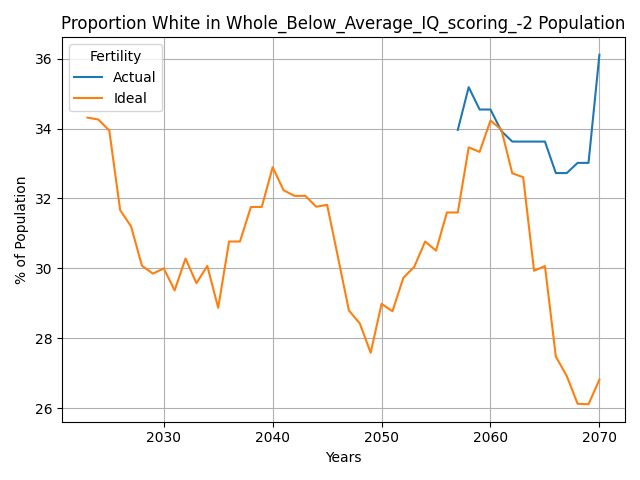 Proportion White in Whole_Below_Average_IQ_scoring_-2 Population
Fertility
Actual
Ideal
% of Population
36
34
32
30
28
26
2030 2040 2050 2060 2070
Years